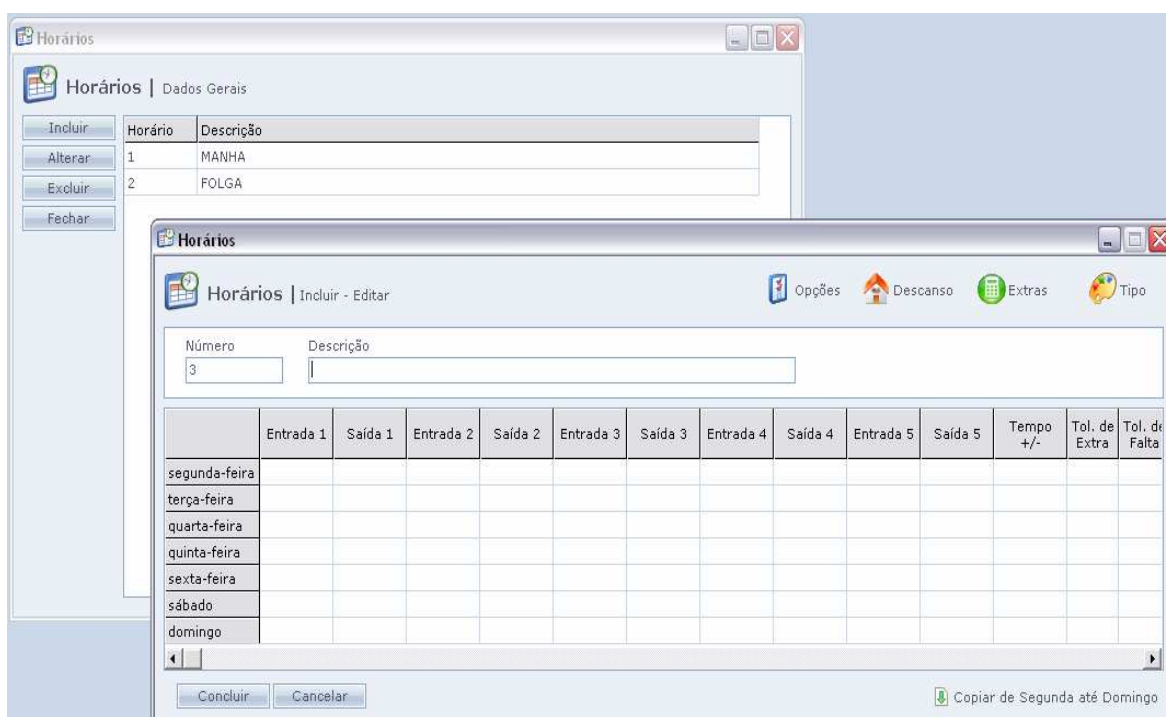 Horários
Horários | Dados Gerais
Incluir
Alterar
Excluir
Fechar
Horário Descrição
1 MANHA
2 FOLGA
Horários
Horários | Incluir - Editar
Opções Descanso Extras Tipo
Número Descrição
3
Entrada 1 Saída 1 Entrada 2 Saída 2 Entrada 3 Saída 3 Entrada 4 Saída 4 Entrada 5 Saída 5 Tempo +/- Tol. de Extra Tol. de Falta
segunda-feira
terça-feira
quarta-feira
quinta-feira
sexta-feira
sábado
domingo
Concluir Cancelar Copiar de Segunda até Domingo